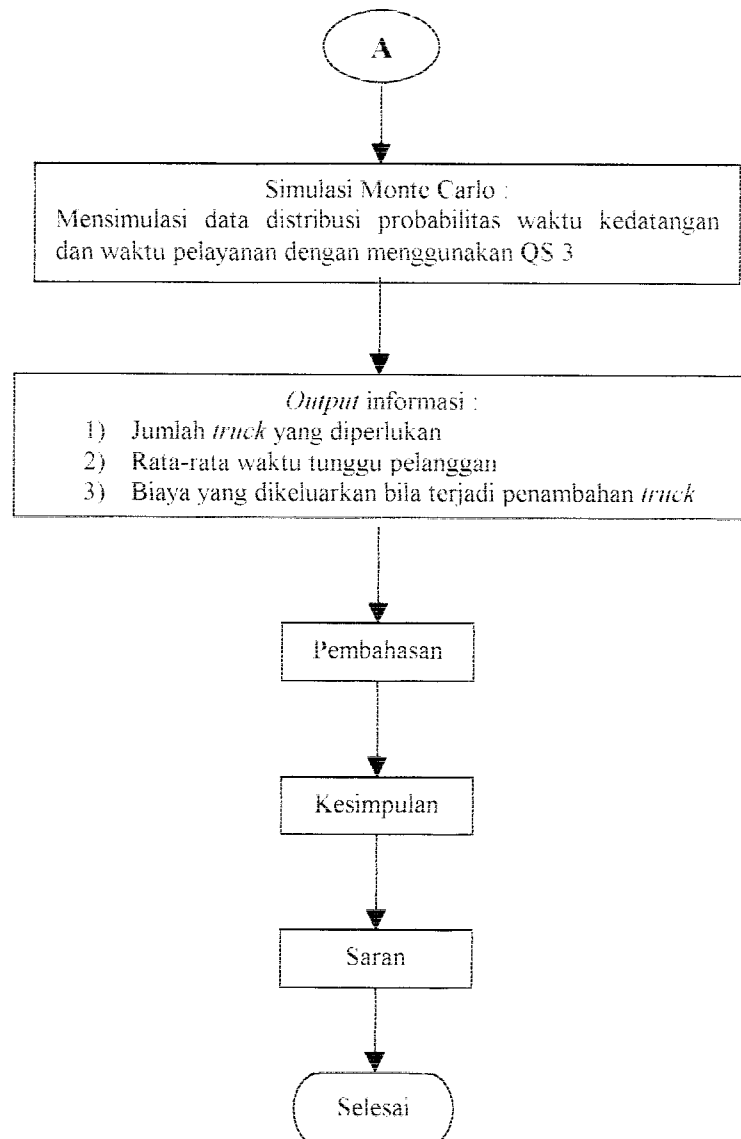 A
Simulasi Monte Carlo :
Mensimulasi data distribusi probabilitas waktu kedatangan
dan waktu pelayanan dengan menggunakan QS 3
Output informasi :
1) Jumlah truck yang diperlukan
2) Rata-rata waktu tunggu pelanggan
3) Biaya yang dikeluarkan bila terjadi penambahan truck
Pembahasan
Kesimpulan
Saran
Selesai